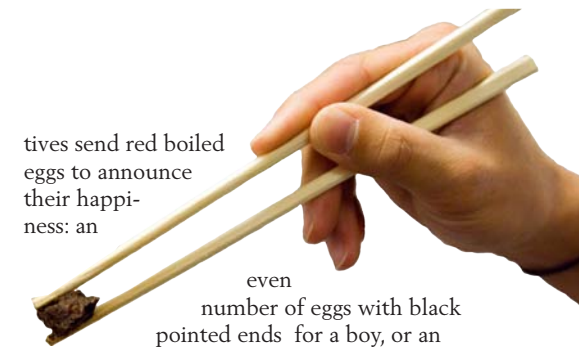 tives send red boiled
eggs to announce
their happi-
ness: an
even
number of eggs with black
pointed ends for a boy, or an